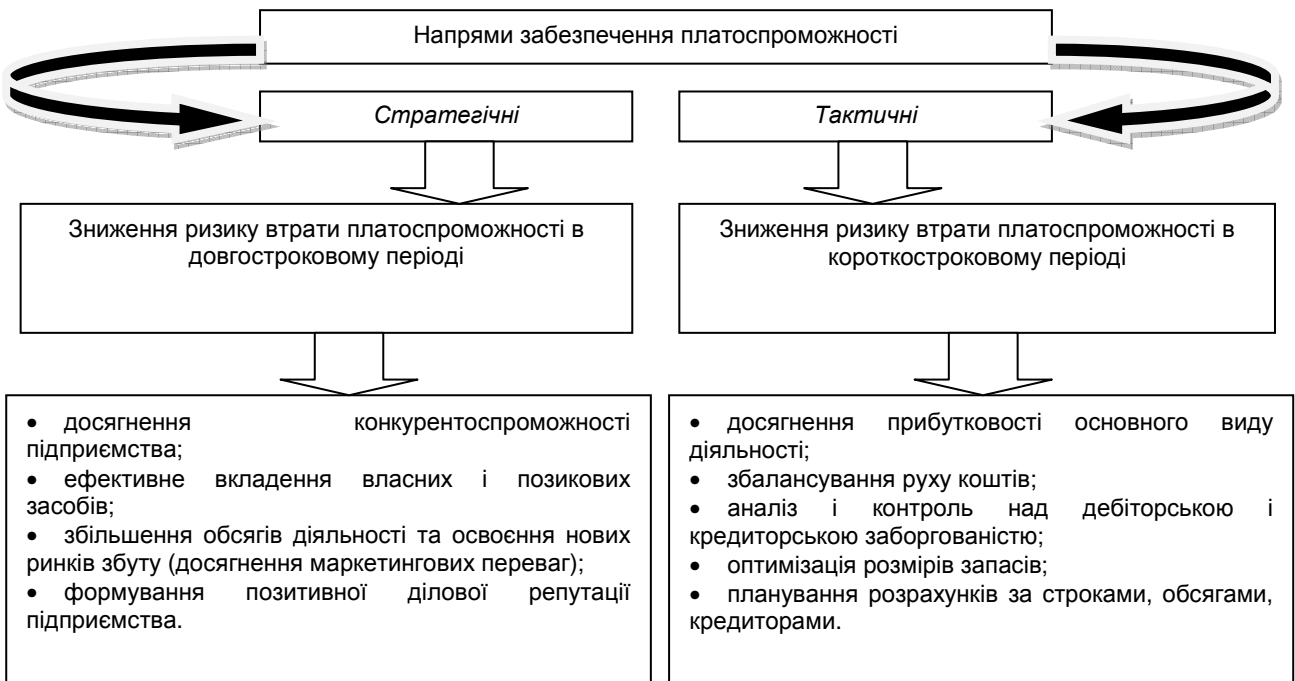 Напрями забезпечення платоспроможності
Стратегічні
Тактичні
Зниження ризику втрати платоспроможності в
довгостроковому періоді
Зниження ризику втрати платоспроможності в
короткостроковому періоді
• досягнення конкурентоспроможності
підприємства;
• ефективне вкладення власних і позикових
засобів;
• збільшення обсягів діяльності та освоєння нових
ринків збуту (досягнення маркетингових переваг);
• формування позитивної ділової репутації
підприємства.
• досягнення прибутковості основного виду
діяльності;
• збалансування руху коштів;
• аналіз і контроль над дебіторською і
кредиторською заборгованістю;
• оптимізація розмірів запасів;
• планування розрахунків за строками, обсягами,
кредиторами.